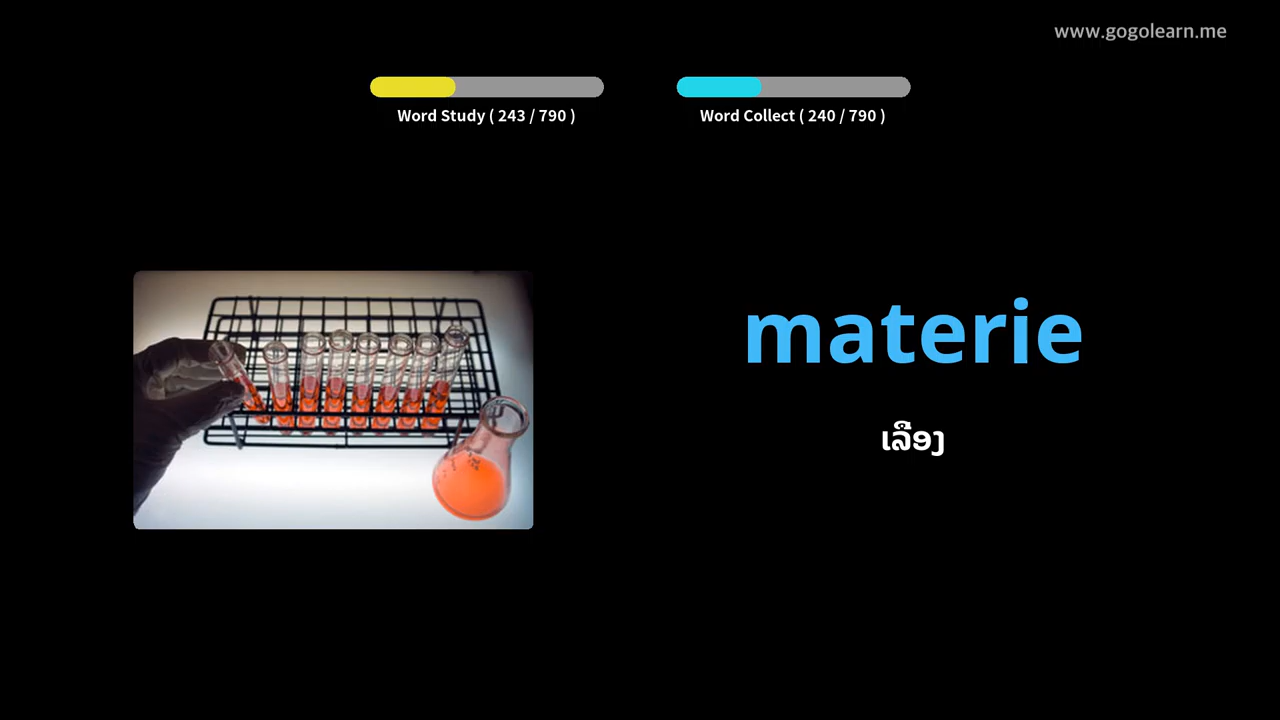 www.gogolearn.me
Word Study ( 243 / 790 )
Word Collect ( 240 / 790 )
materie
ເລື່ອງ